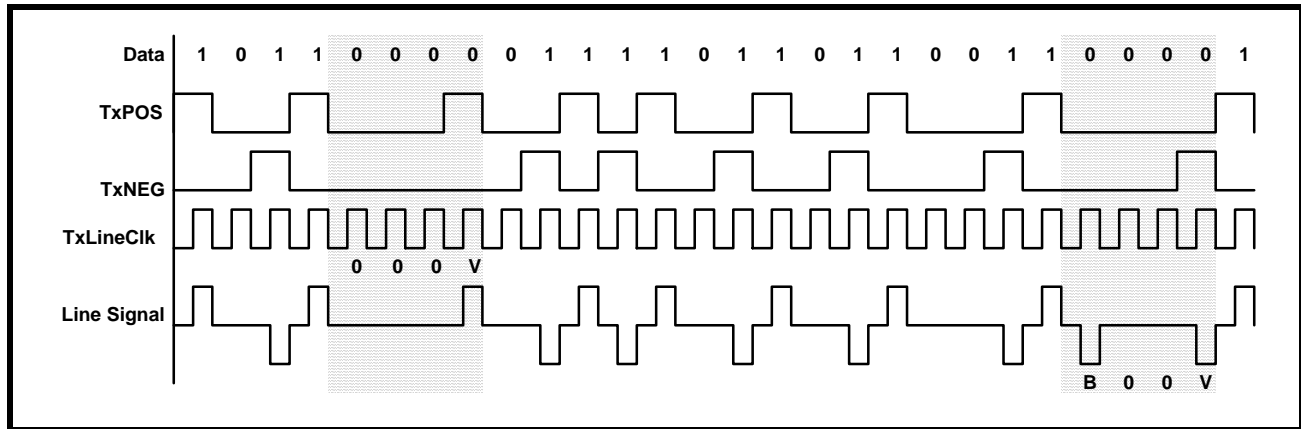 Data 1 0 1 1 0 0 0 0 0 1 1 1 1 0 1 1 0 1 1 0 0 1 1 0 0 0 0 1
TxPOS
TxNEG
TxLineClk
0 0 0 V
Line Signal
B 0 0 V